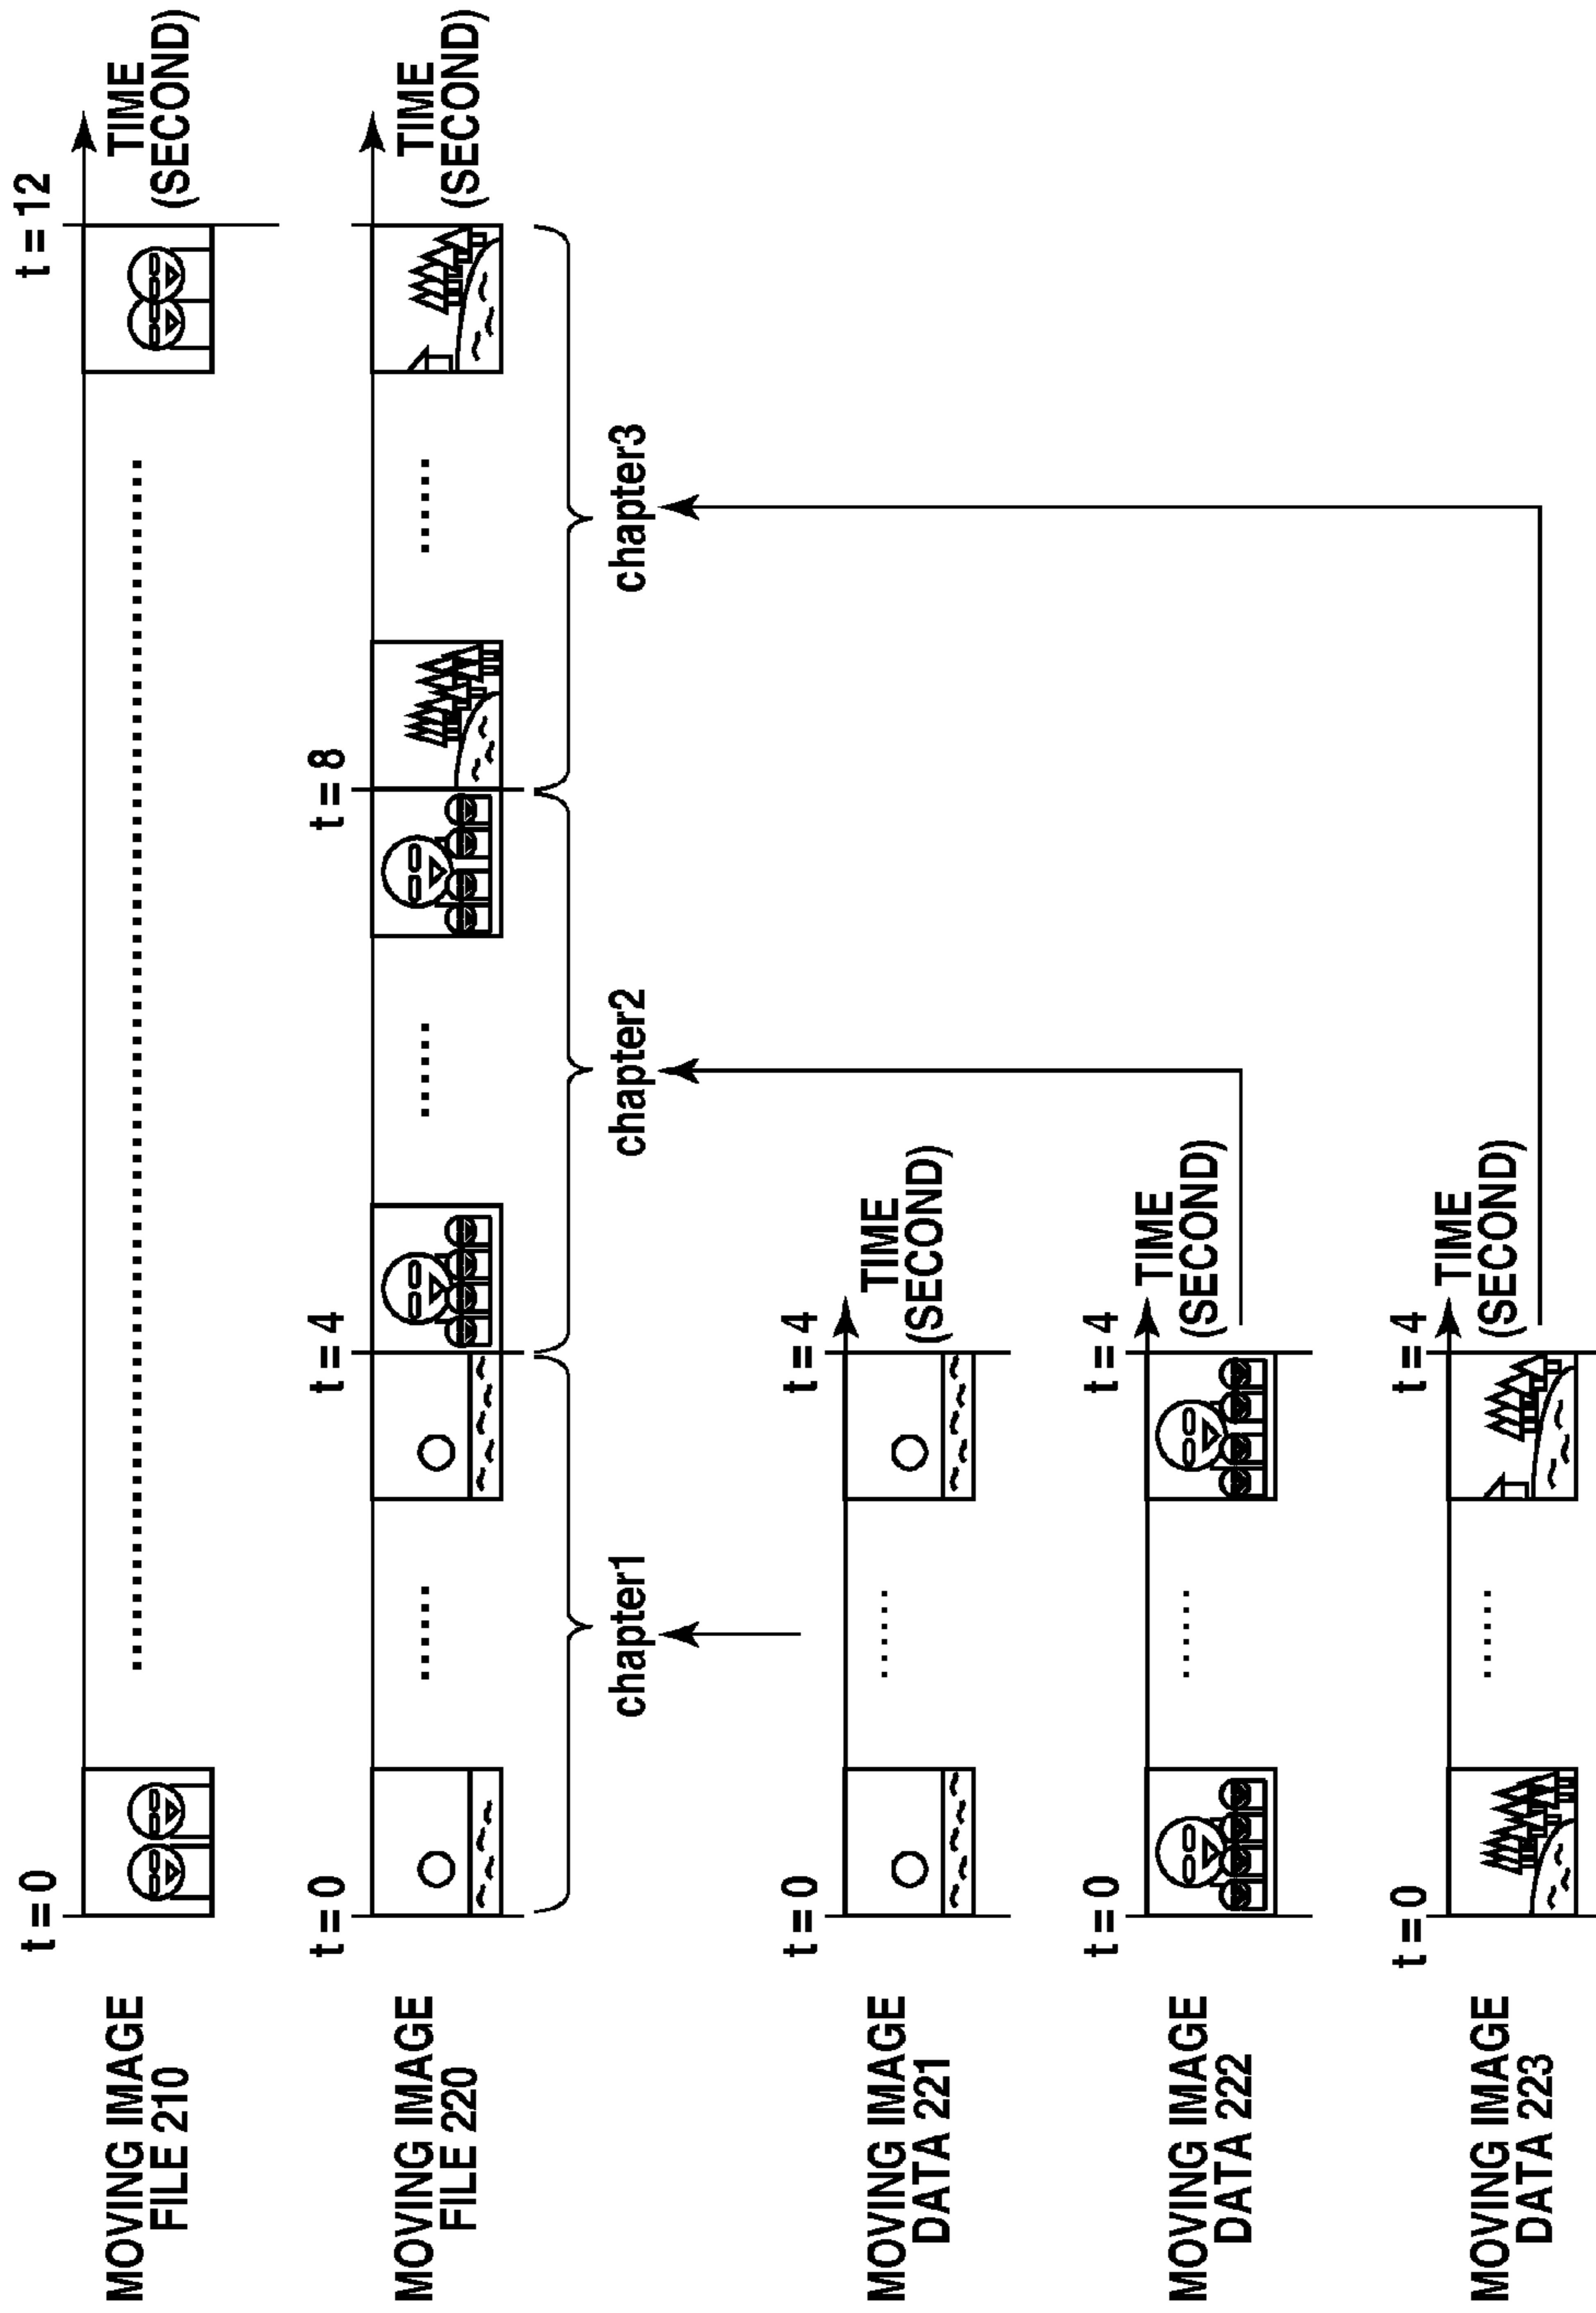 t = 0
t = 12
MOVING IMAGE
FILE 210
TIME
(SECOND)
t = 0
t = 4
t = 8
MOVING IMAGE
FILE 220
TIME
(SECOND)
chapter1
chapter2
chapter3
t = 0
t = 4
MOVING IMAGE
DATA 221
TIME
(SECOND)
t = 0
t = 4
MOVING IMAGE
DATA 222
TIME
(SECOND)
t = 0
t = 4
MOVING IMAGE
DATA 223
TIME
(SECOND)